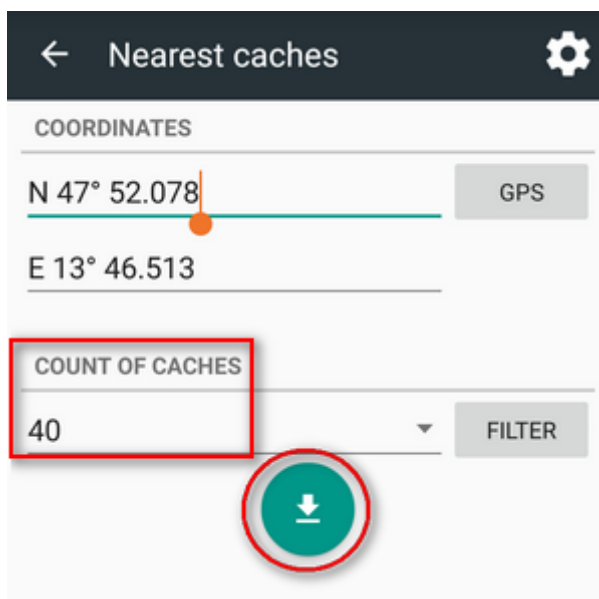 Nearest caches
COORDINATES
N 47° 52.078
GPS
E 13° 46.513
COUNT OF CACHES
40
FILTER